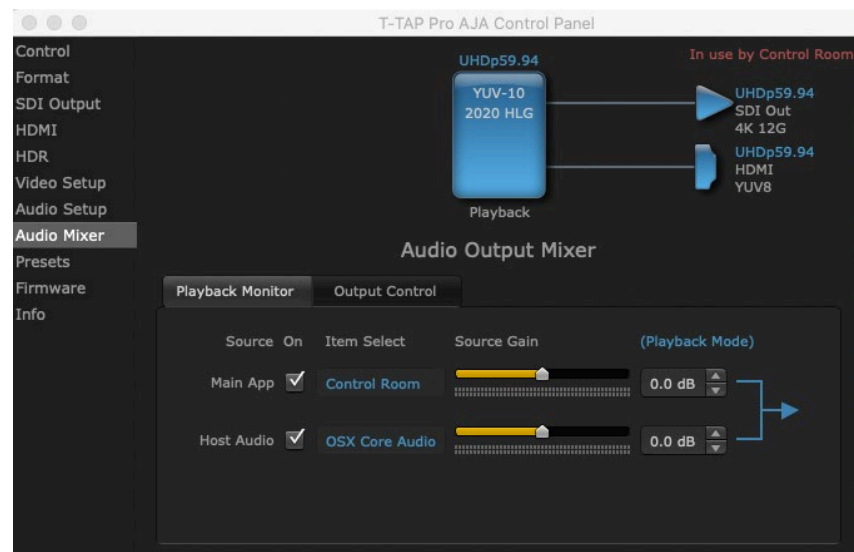 T-TAP Pro AJA Control Panel
Control
Format
SDI Output
HDMI
HDR
Video Setup
Audio Setup
Audio Mixer
Presets
Firmware
Info
UHDp59.94
In use by Control Room
YUV-10
2020 HLG
Playback
UHDp59.94
SDI Out
4K 12G
UHDp59.94
HDMI
YUV8
Audio Output Mixer
Playback Monitor Output Control
Source On Item Select Source Gain (Playback Mode)
Main App Control Room 0.0 dB
Host Audio OSX Core Audio 0.0 dB